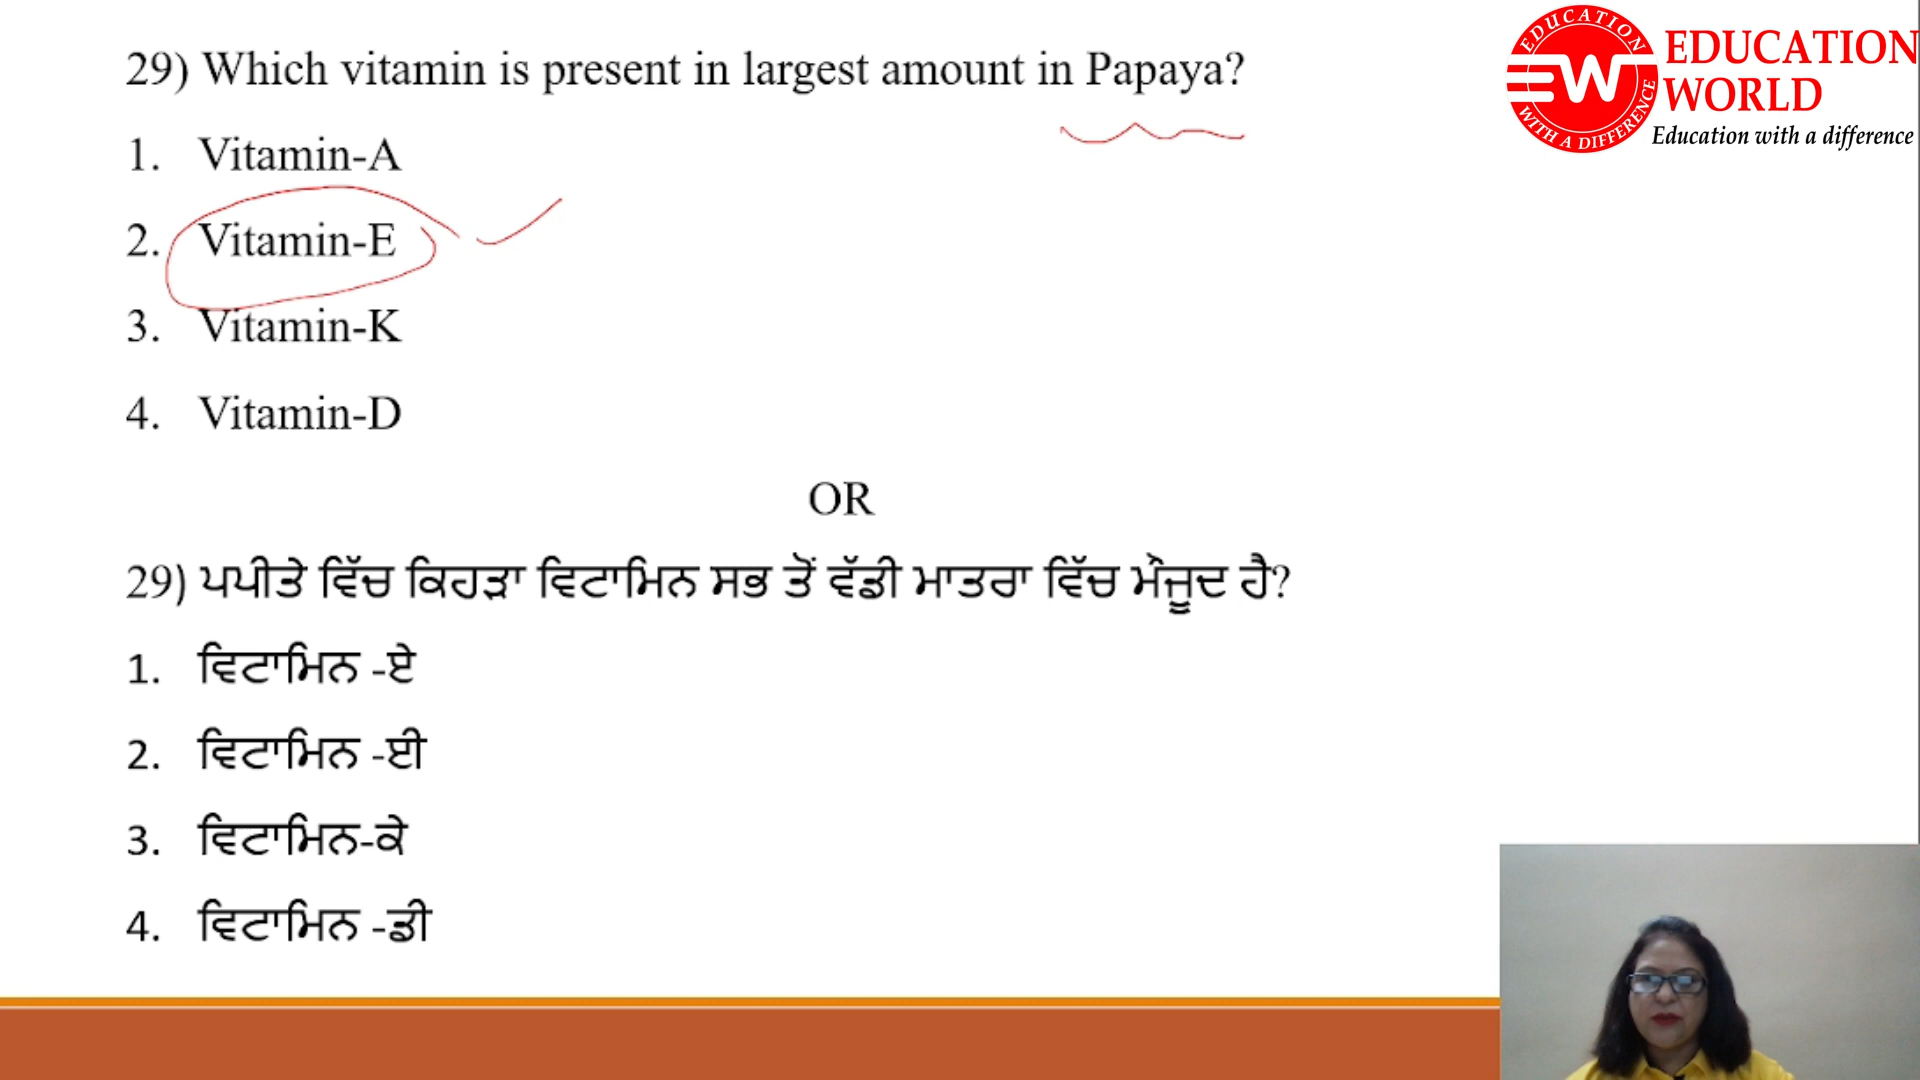 29) Which vitamin is present in largest amount in Papaya?
1. Vitamin-A
2. Vitamin-E
3. Vitamin-K
4. Vitamin-D
OR
29) ਪਪੀਤੇ ਵਿੱਚ ਕਿਹੜਾ ਵਿਟਾਮਿਨ ਸਭ ਤੋਂ ਵੱਡੀ ਮਾਤਰਾ ਵਿੱਚ ਮੌਜੂਦ ਹੈ?
1. ਵਿਟਾਮਿਨ -ਏ
2. ਵਿਟਾਮਿਨ -ਈ
3. ਵਿਟਾਮਿਨ-ਕੇ
4. ਵਿਟਾਮਿਨ -ਡੀ
EDUCATION
EW
WITH A DIFFERENCE
EDUCATION
WORLD
Education with a difference